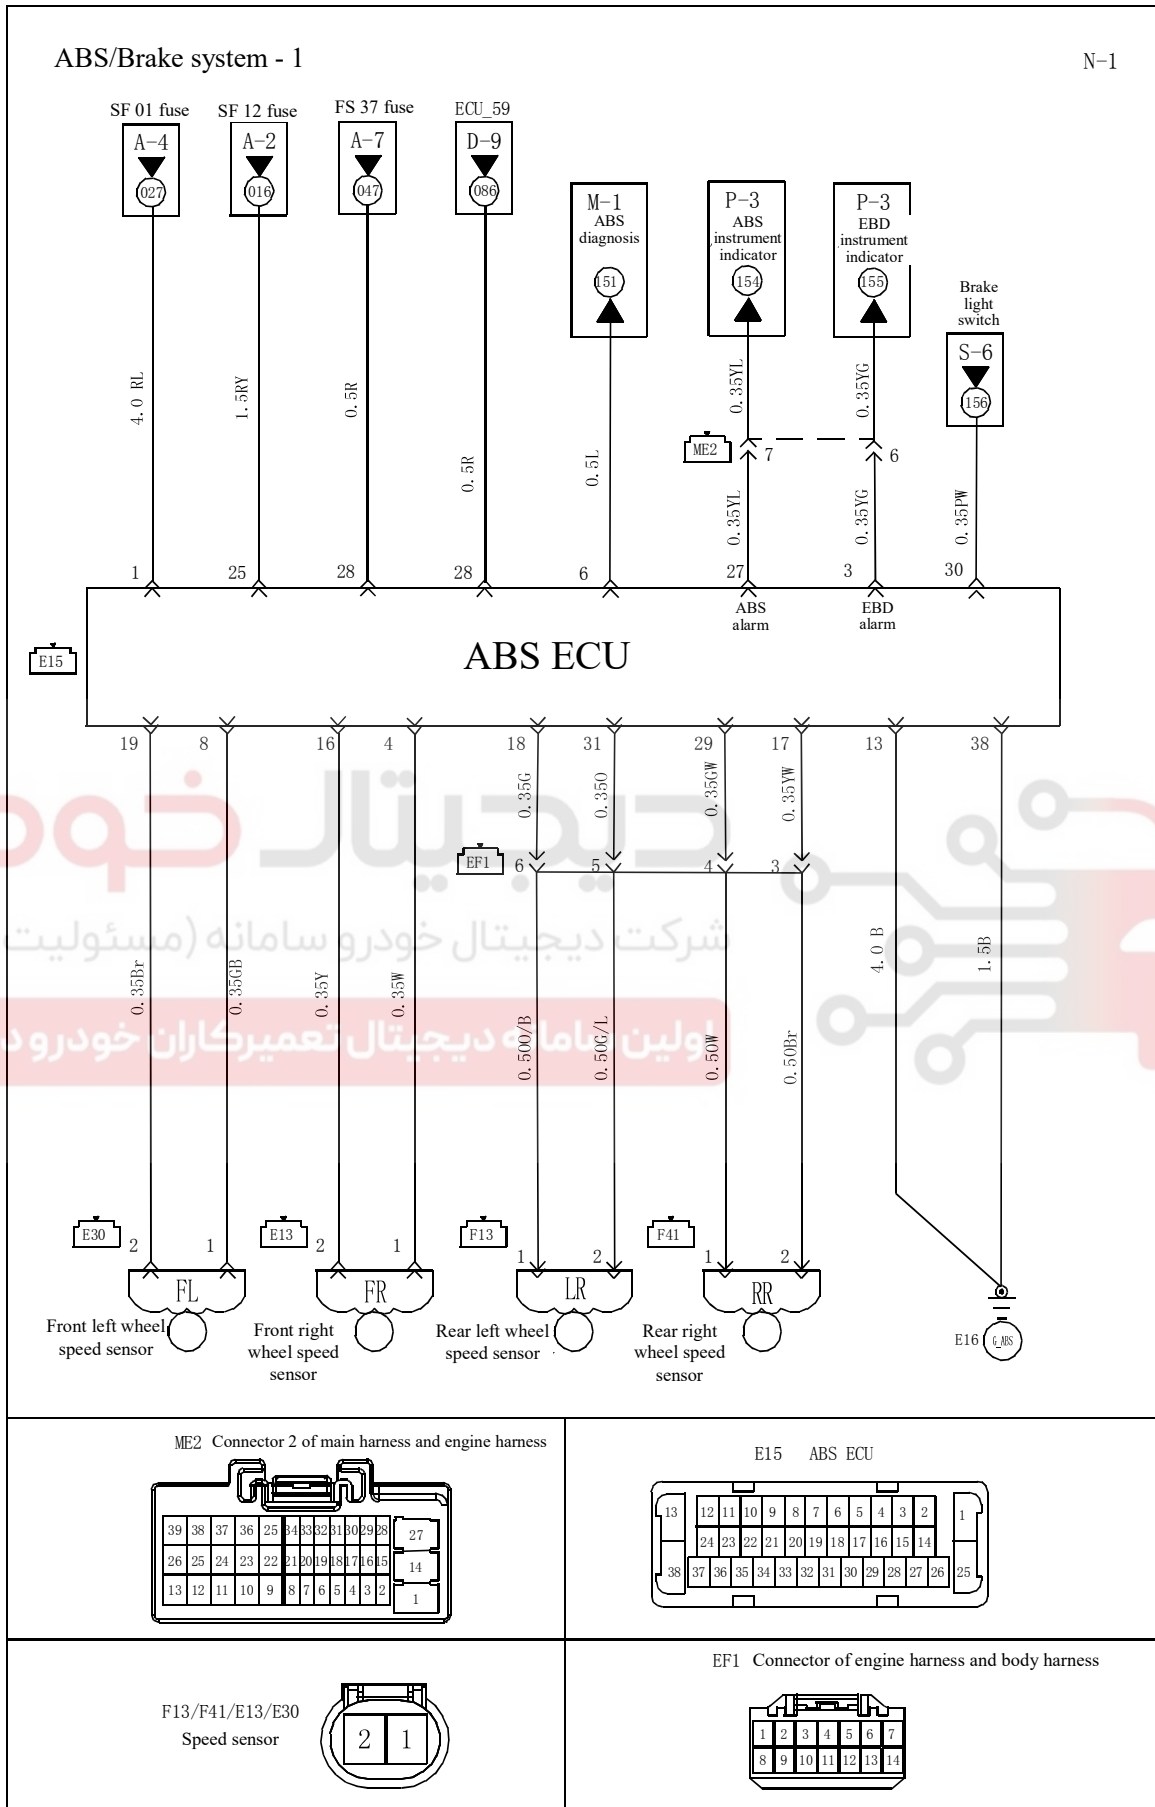 ABS/Brake system - 1
N-1
SF 01 fuse
SF 12 fuse
FS 37 fuse
ECU_59
A-4
A-2
A-7
D-9
027
016
047
086
M-1
ABS
diagnosis
151
P-3
ABS
instrument
indicator
154
P-3
EBD
instrument
indicator
155
Brake
light
switch
S-6
156
4.0 RL
1.5RY
0.5R
0.5R
0.5L
0.35YL
0.35YG
ME2
7
6
0.35YL
0.35YG
0.35PW
1
25
28
28
6
27
3
30
ABS
alarm
EBD
alarm
E15
ABS ECU
19
8
16
4
18
31
29
17
13
38
0.35G
0.35O
0.35GW
0.35YW
EF1
6
5
4
3
دیجیتال خود
شرکت دیجیتال خودرو سامانه (مسئولیت
اولین سامانه دیجیتال تعمیرکاران خودرو د
0.35Br
0.35GB
0.35Y
0.35W
0.50O/B
0.50G/L
0.50W
0.50Br
4.0 B
1.5B
E30
2
1
E13
2
1
F13
1
2
F41
1
2
FL
FR
LR
RR
Front left wheel
speed sensor
Front right
wheel speed
sensor
Rear left wheel
speed sensor
Rear right
wheel speed
sensor
E16
G_ABS
ME2 Connector 2 of main harness and engine harness
39 38 37 36 25 34 33 32 31 30 29 28 27
26 25 24 23 22 21 20 19 18 17 16 15 14
13 12 11 10 9 8 7 6 5 4 3 2 1
E15 ABS ECU
13 12 11 10 9 8 7 6 5 4 3 2 1
24 23 22 21 20 19 18 17 16 15 14
38 37 36 35 34 33 32 31 30 29 28 27 26 25
F13/F41/E13/E30
Speed sensor
2 1
EF1 Connector of engine harness and body harness
1 2 3 4 5 6 7
8 9 10 11 12 13 14